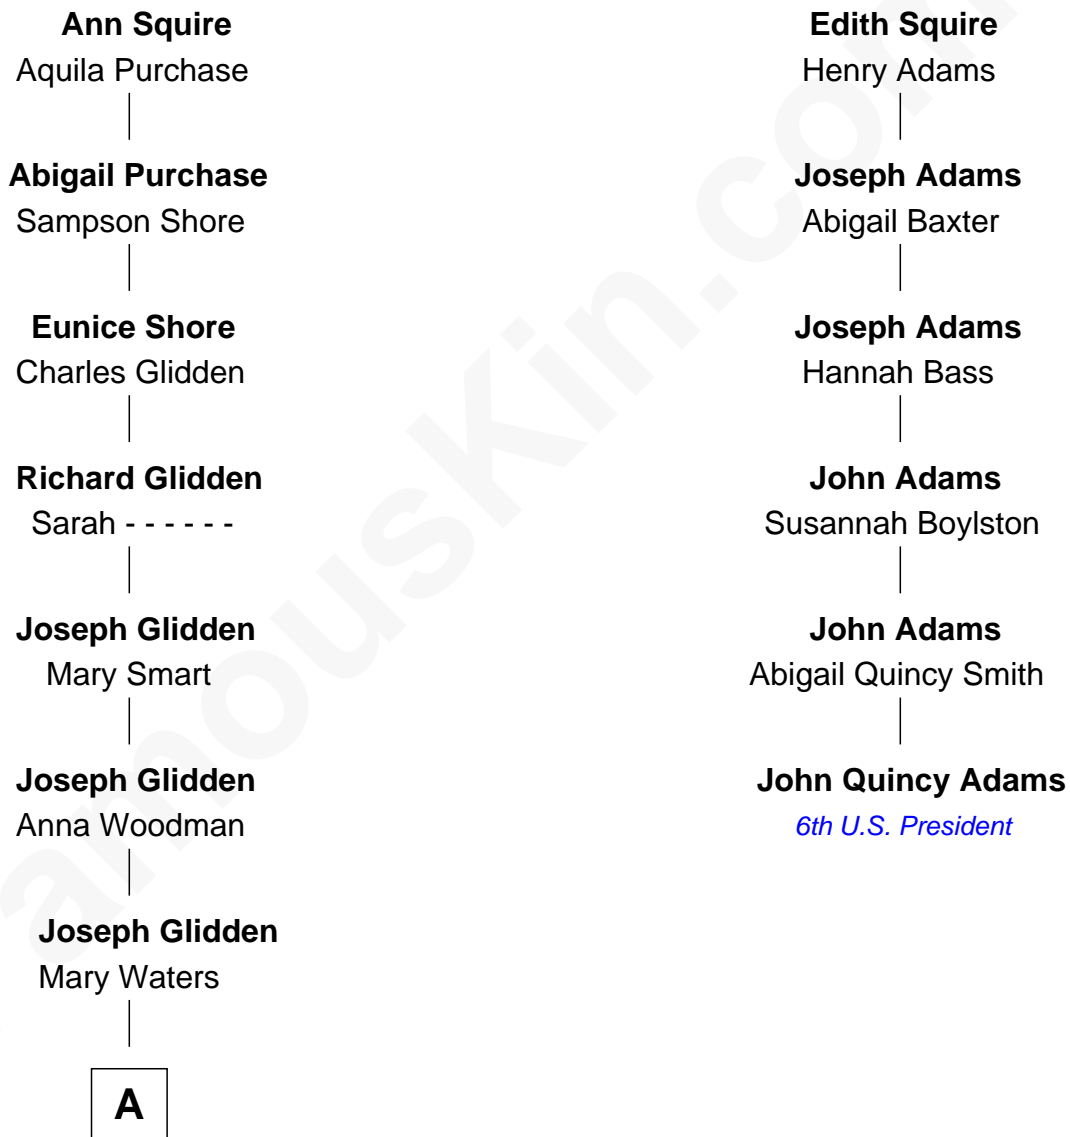 Ann Squire
Aquila Purchase
Abigail Purchase
Sampson Shore
Eunice Shore
Charles Glidden
Richard Glidden
Sarah - - - - - -
Joseph Glidden
Mary Smart
Joseph Glidden
Anna Woodman
Joseph Glidden
Mary Waters
A
Edith Squire
Henry Adams
Joseph Adams
Abigail Baxter
Joseph Adams
Hannah Bass
John Adams
Susannah Boylston
John Adams
Abigail Quincy Smith
John Quincy Adams
6th U.S. President
amouskin.com